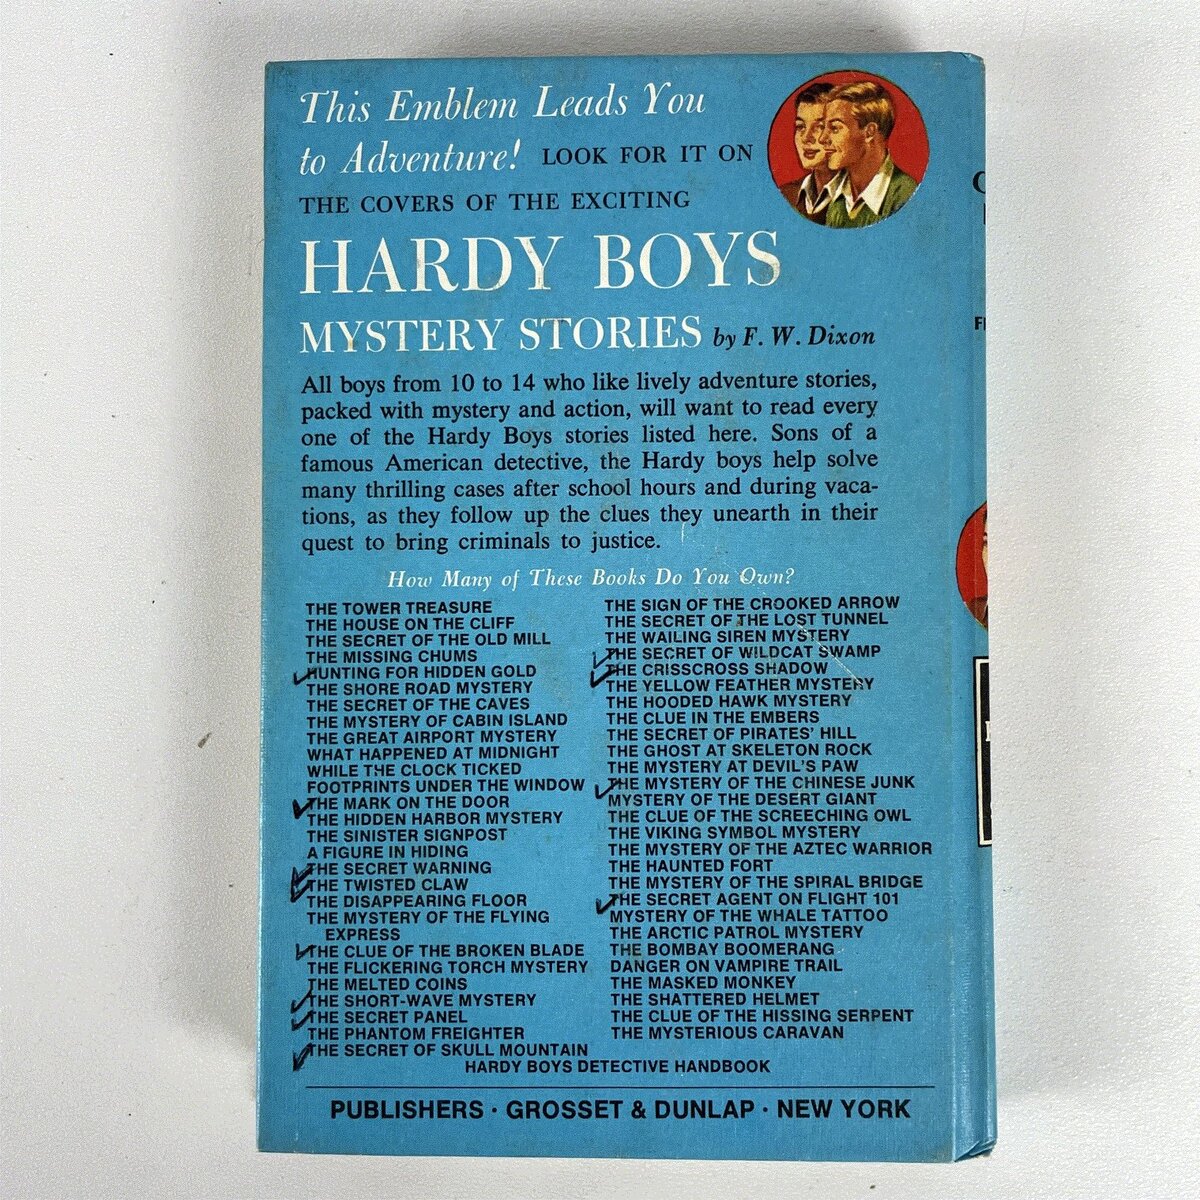 This Emblem Leads You
to Adventure! LOOK FOR IT ON
THE COVERS OF THE EXCITING
HARDY BOYS
MYSTERY STORIES by F. W. Dixon
All boys from 10 to 14 who like lively adventure stories,
packed with mystery and action, will want to read every
one of the Hardy Boys stories listed here. Sons of a
famous American detective, the Hardy boys help solve
many thrilling cases after school hours and during vaca-
tions, as they follow up the clues they unearth in their
quest to bring criminals to justice.
How Many of These Books Do You Own?
THE TOWER TREASURE
THE HOUSE ON THE CLIFF
THE SECRET OF THE OLD MILL
THE MISSING CHUMS
HUNTING FOR HIDDEN GOLD
THE SHORE ROAD MYSTERY
THE SECRET OF THE CAVES
THE MYSTERY OF CABIN ISLAND
THE GREAT AIRPORT MYSTERY
WHAT HAPPENED AT MIDNIGHT
WHILE THE CLOCK TICKED
FOOTPRINTS UNDER THE WINDOW
THE MARK ON THE DOOR
THE HIDDEN HARBOR MYSTERY
THE SINISTER SIGNPOST
A FIGURE IN HIDING
THE SECRET WARNING
THE TWISTED CLAW
THE DISAPPEARING FLOOR
THE MYSTERY OF THE FLYING
EXPRESS
THE CLUE OF THE BROKEN BLADE
THE FLICKERING TORCH MYSTERY
THE MELTED COINS
THE SHORT-WAVE MYSTERY
THE SECRET PANEL
THE PHANTOM FREIGHTER
THE SECRET OF SKULL MOUNTAIN
THE SIGN OF THE CROOKED ARROW
THE SECRET OF THE LOST TUNNEL
THE WAILING SIREN MYSTERY
THE SECRET OF WILDCAT SWAMP
THE CRISSCROSS SHADOW
THE YELLOW FEATHER MYSTERY
THE HOODED HAWK MYSTERY
THE CLUE IN THE EMBERS
THE SECRET OF PIRATES' HILL
THE GHOST AT SKELETON ROCK
THE MYSTERY AT DEVIL'S PAW
THE MYSTERY OF THE CHINESE JUNK
MYSTERY OF THE DESERT GIANT
THE CLUE OF THE SCREECHING OWL
THE VIKING SYMBOL MYSTERY
THE MYSTERY OF THE AZTEC WARRIOR
THE HAUNTED FORT
THE MYSTERY OF THE SPIRAL BRIDGE
THE SECRET AGENT ON FLIGHT 101
MYSTERY OF THE WHALE TATTOO
THE ARCTIC PATROL MYSTERY
THE BOMBAY BOOMERANG
DANGER ON VAMPIRE TRAIL
THE MASKED MONKEY
THE SHATTERED HELMET
THE CLUE OF THE HISSING SERPENT
THE MYSTERIOUS CARAVAN
HARDY BOYS DETECTIVE HANDBOOK
PUBLISHERS · GROSSET & DUNLAP · NEW YORK